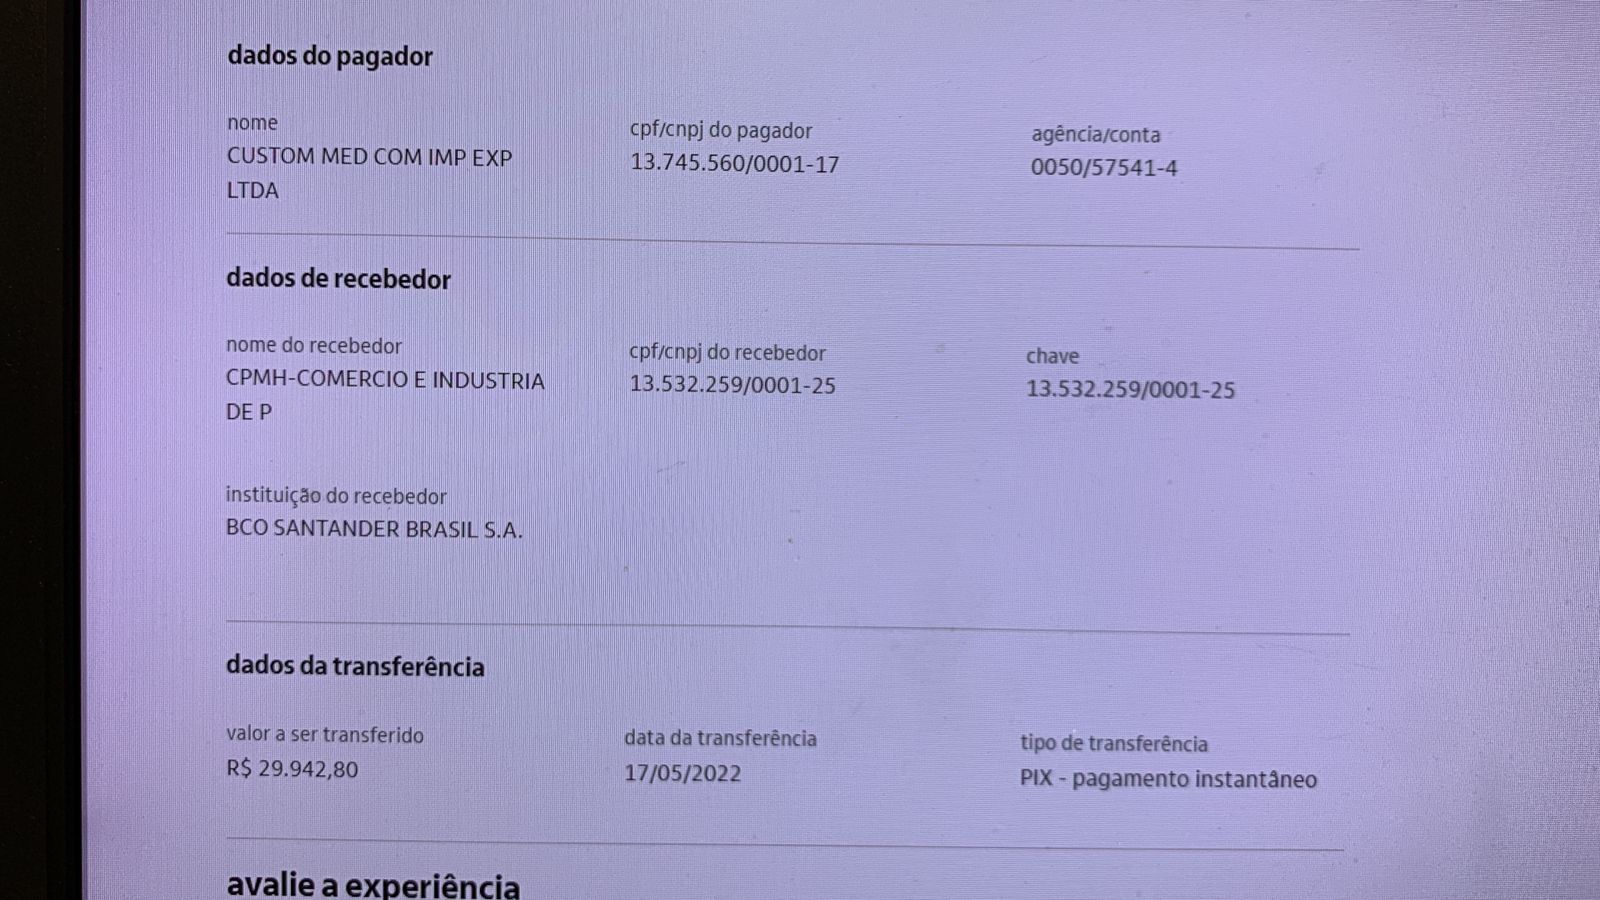 dados do pagador
nome
CUSTOM MED COM IMP EXP
LTDA
cpf/cnpj do pagador
13.745.560/0001-17
agência/conta
0050/57541-4
dados de recebedor
nome do recebedor
CPMH-COMERCIO E INDUSTRIA
DE P
cpf/cnpj do recebedor
13.532.259/0001-25
chave
13.532.259/0001-25
instituição do recebedor
BCO SANTANDER BRASIL S.A.
dados da transferência
valor a ser transferido
R$ 29.942,80
data da transferência
17/05/2022
tipo de transferência
PIX - pagamento instantâneo
avalie a experiência